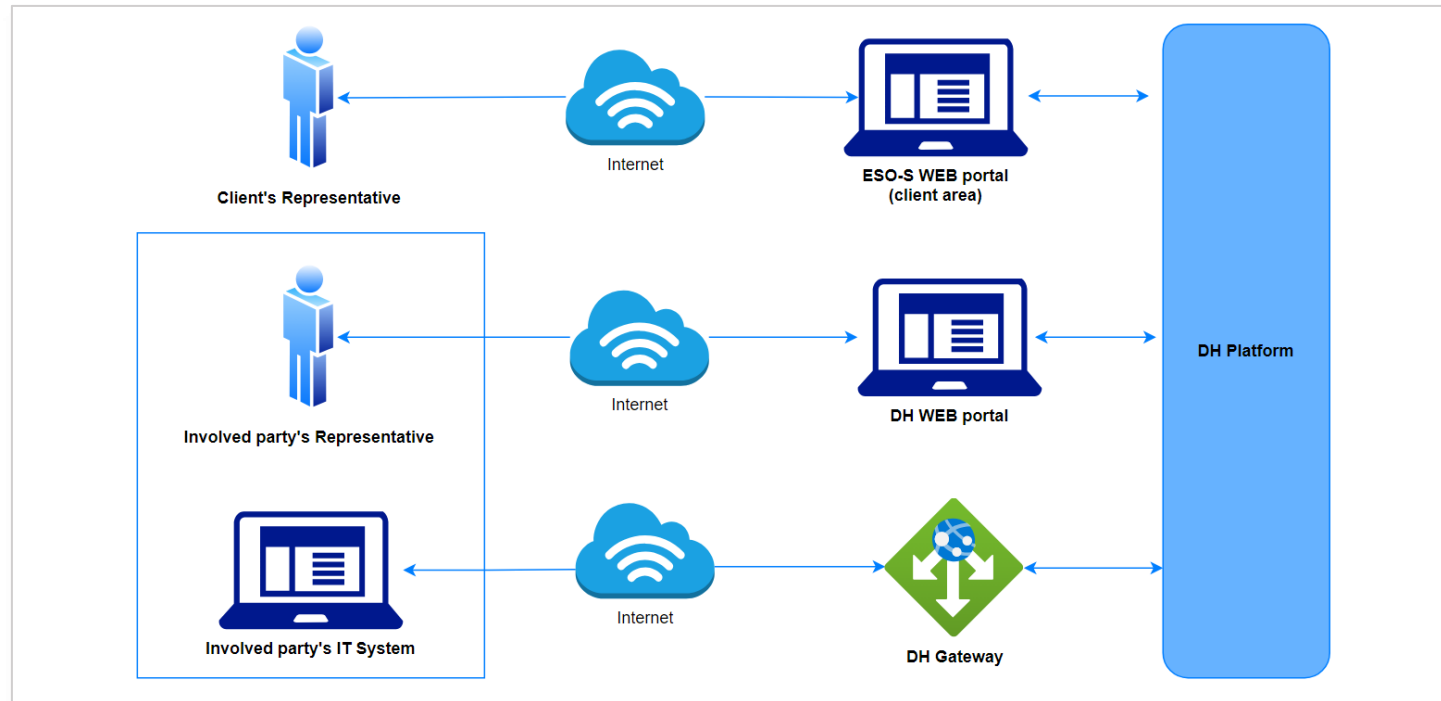 Internet
Client's Representative
ESO-S WEB portal
(client area)
DH Platform
Internet
Involved party's Representative
DH WEB portal
Internet
Involved party's IT System
DH Gateway